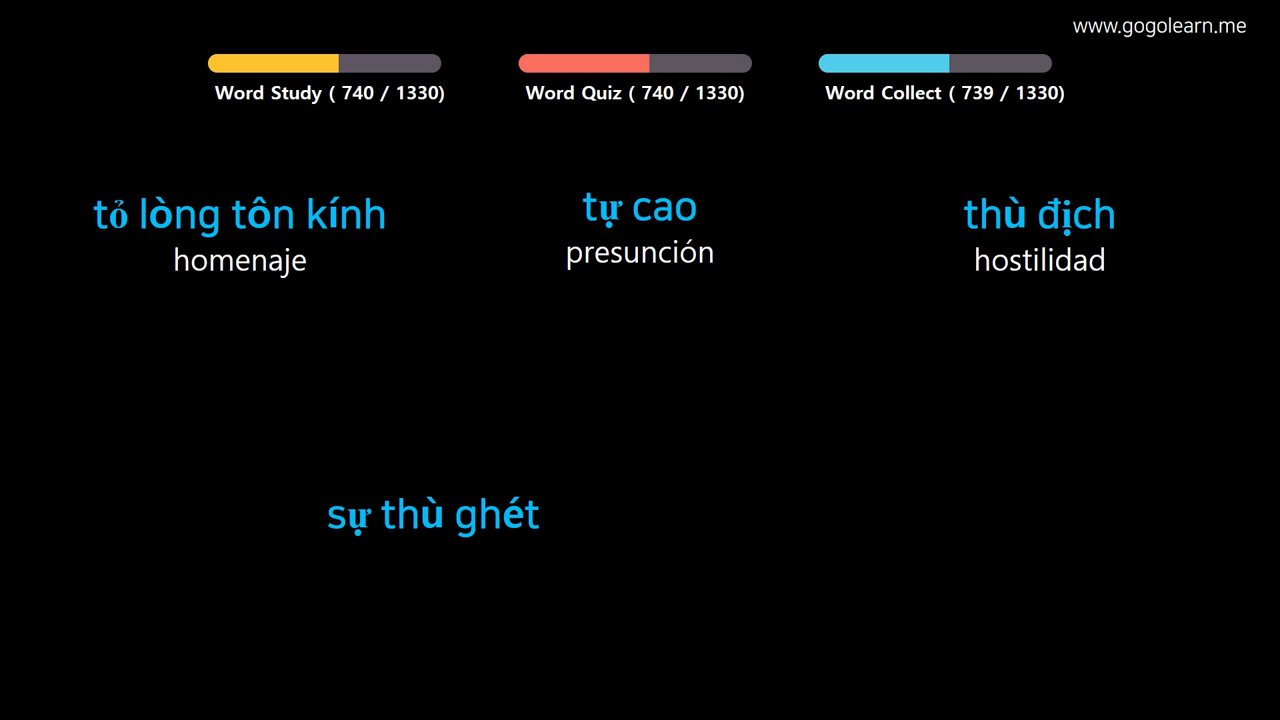 www.gogolearn.me
Word Study ( 740 / 1330)
Word Quiz ( 740 / 1330)
Word Collect ( 739 / 1330)
tỏ lòng tôn kính
homenaje
tự cao
presunción
thù địch
hostilidad
sự thù ghét